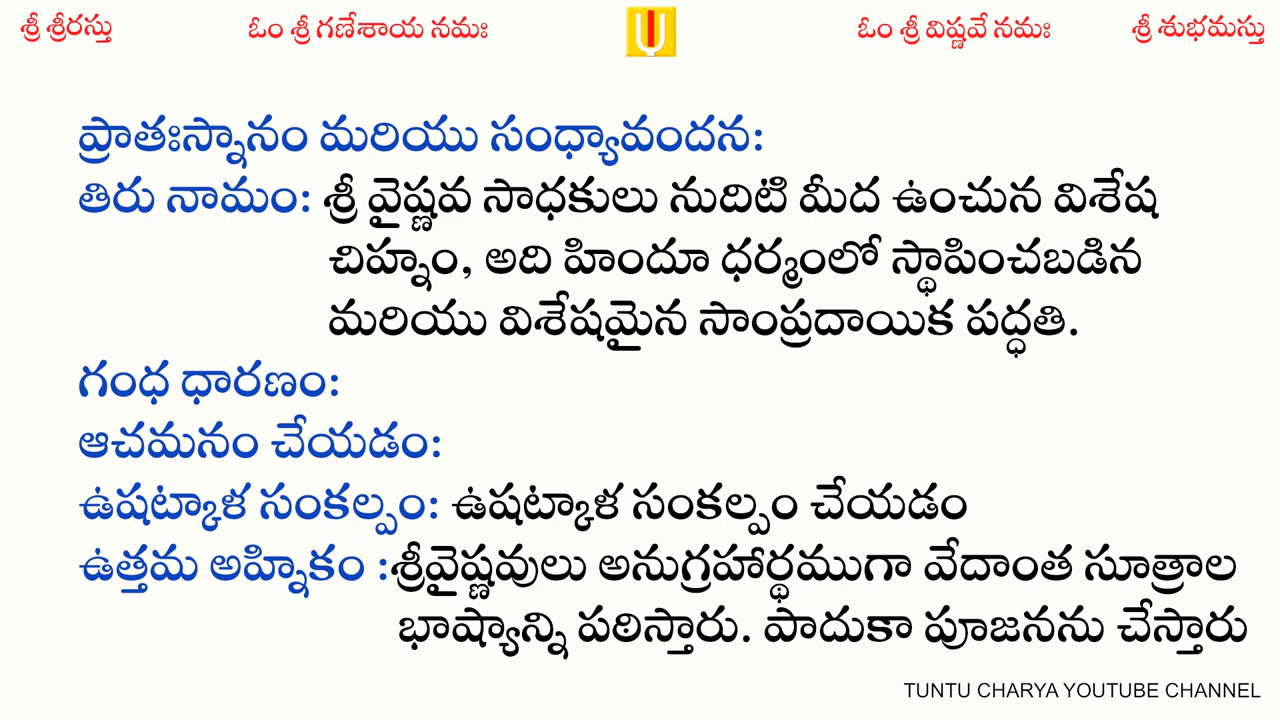 శ్రీ శ్రీరస్తు ఓం శ్రీ గణేశాయ నమః ఓం శ్రీ విష్ణవే నమః శ్రీ శుభమస్తు
ప్రాతఃస్నానం మరియు సంధ్యావందన:
తిరు నామం: శ్రీ వైష్ణవ సాధకులు నుదిటి మీద ఉంచున విశేష
చిహ్నం, అది హిందూ ధర్మంలో స్థాపించబడిన
మరియు విశేషమైన సాంప్రదాయిక పద్ధతి.
గంధ ధారణం:
ఆచమనం చేయడం:
ఉషట్కాళ సంకల్పం: ఉషట్కాళ సంకల్పం చేయడం
ఉత్తమ అహ్నికం :శ్రీవైష్ణవులు అనుగ్రహార్థముగా వేదాంత సూత్రాల
భాష్యాన్ని పఠిస్తారు. పాదుకా పూజనను చేస్తారు
TUNTU CHARYA YOUTUBE CHANNEL